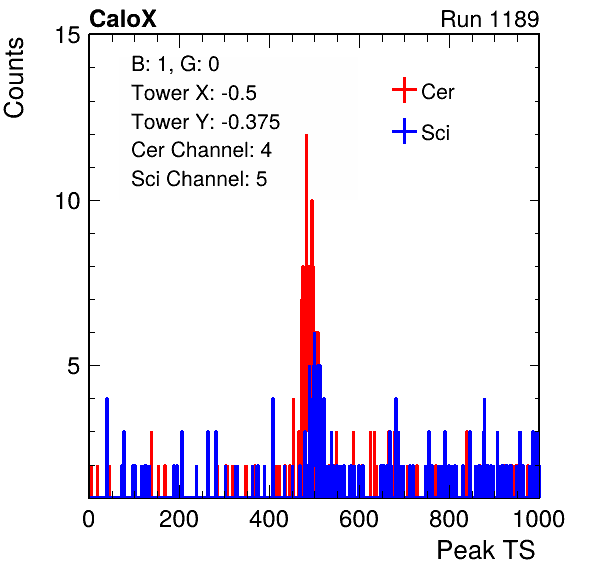 CaloX Run 1189
Counts
15
10
5
B: 1, G: 0
Tower X: -0.5
Tower Y: -0.375
Cer Channel: 4
Sci Channel: 5
Cer
Sci
0 200 400 600 800 1000
Peak TS